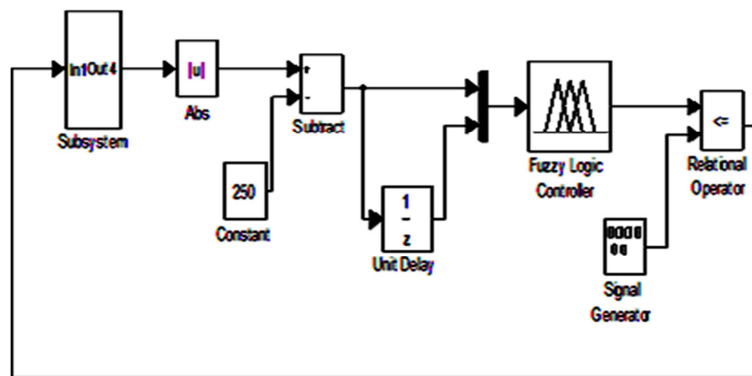 In1Out4
Subsystem
|u|
Abs
-
Subtract
250
Constant
1
z
Unit Delay
Fuzzy Logic
Controller
<=
Relational
Operator
Signal
Generator